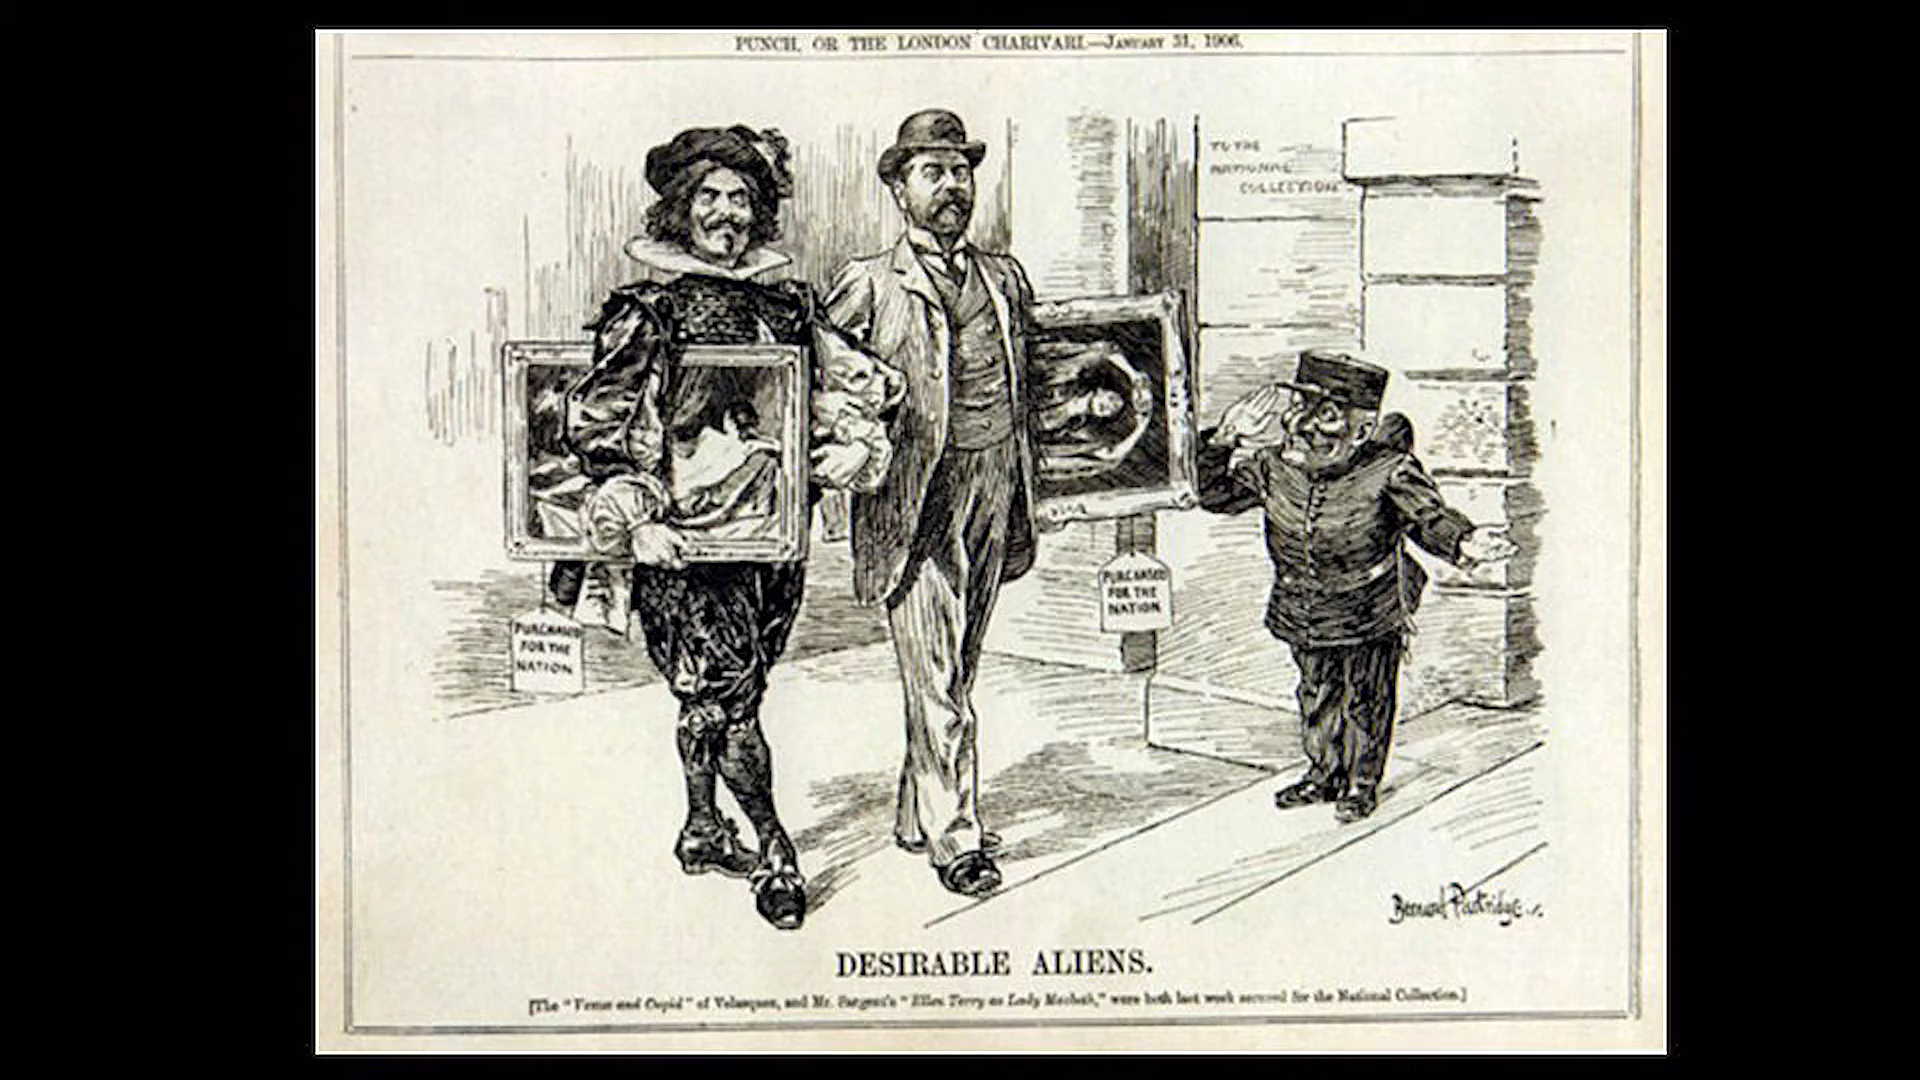 PUNCH, OR THE LONDON CHARIVARI.—JANUARY 31, 1906.
TO THE
NATIONAL
COLLECTION
PURCHASED
FOR THE
NATION
PURCHASED
FOR THE
NATION
Bernard Partridge
DESIRABLE ALIENS.
[The "Venus and Cupid" of Velasquez, and Mr. Sargent's "Ellen Terry as Lady Macbeth," were both last week secured for the National Collection.]